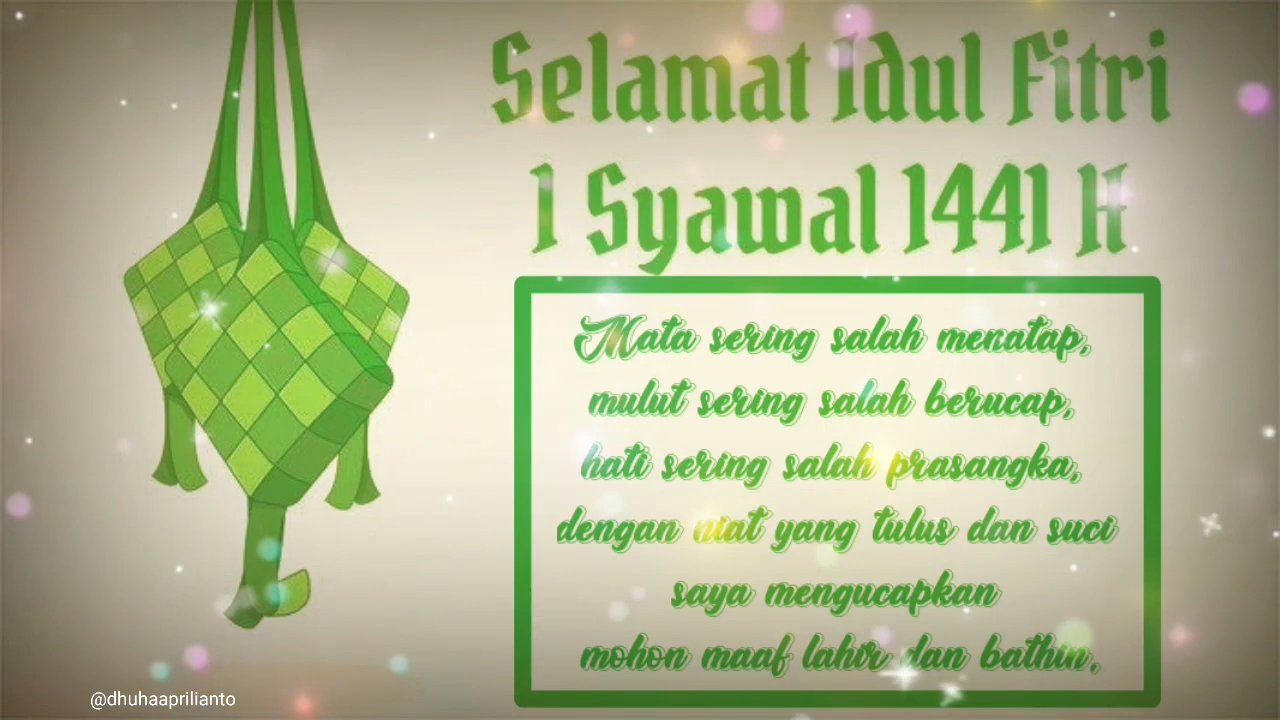 Selamat Idul Fitri
1 Syawal 1441 H
Mata sering salah menatap,
mulut sering salah berucap,
hati sering salah prasangka,
dengan niat yang tulus dan suci
saya mengucapkan
mohon maaf lahir dan bathin.
@dhuhaaprilianto